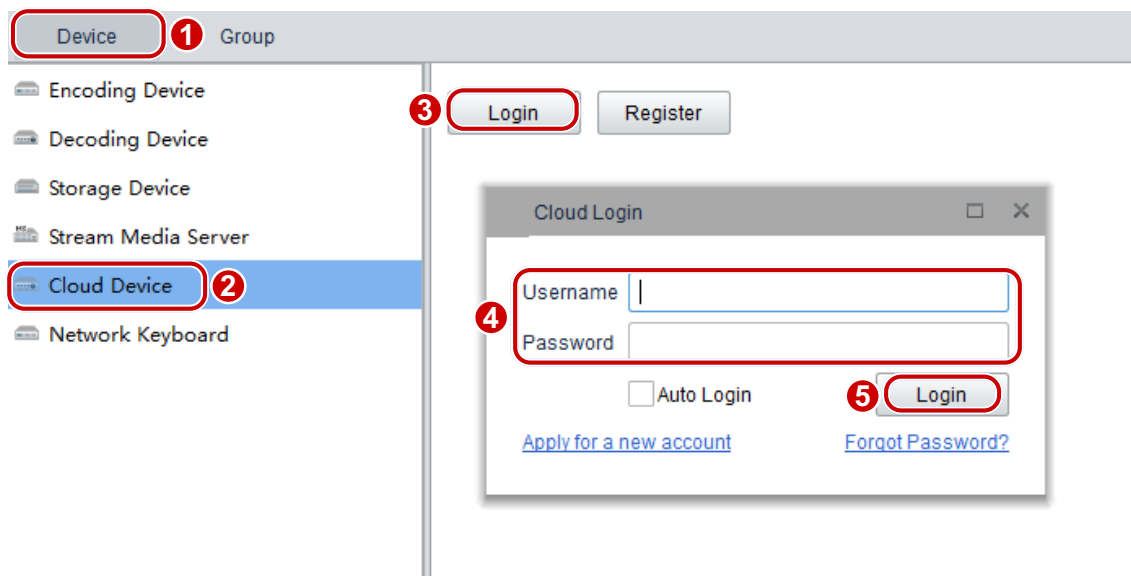 Device 1 Group
Encoding Device
Decoding Device
Storage Device
Stream Media Server
Cloud Device 2
Network Keyboard
3 Login Register
Cloud Login
4
Username
Password
Auto Login 5 Login
Apply for a new account Forgot Password?